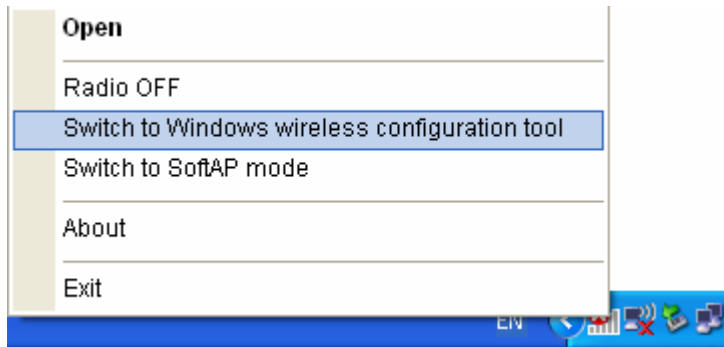 Open
Radio OFF
Switch to Windows wireless configuration tool
Switch to SoftAP mode
About
Exit
EN